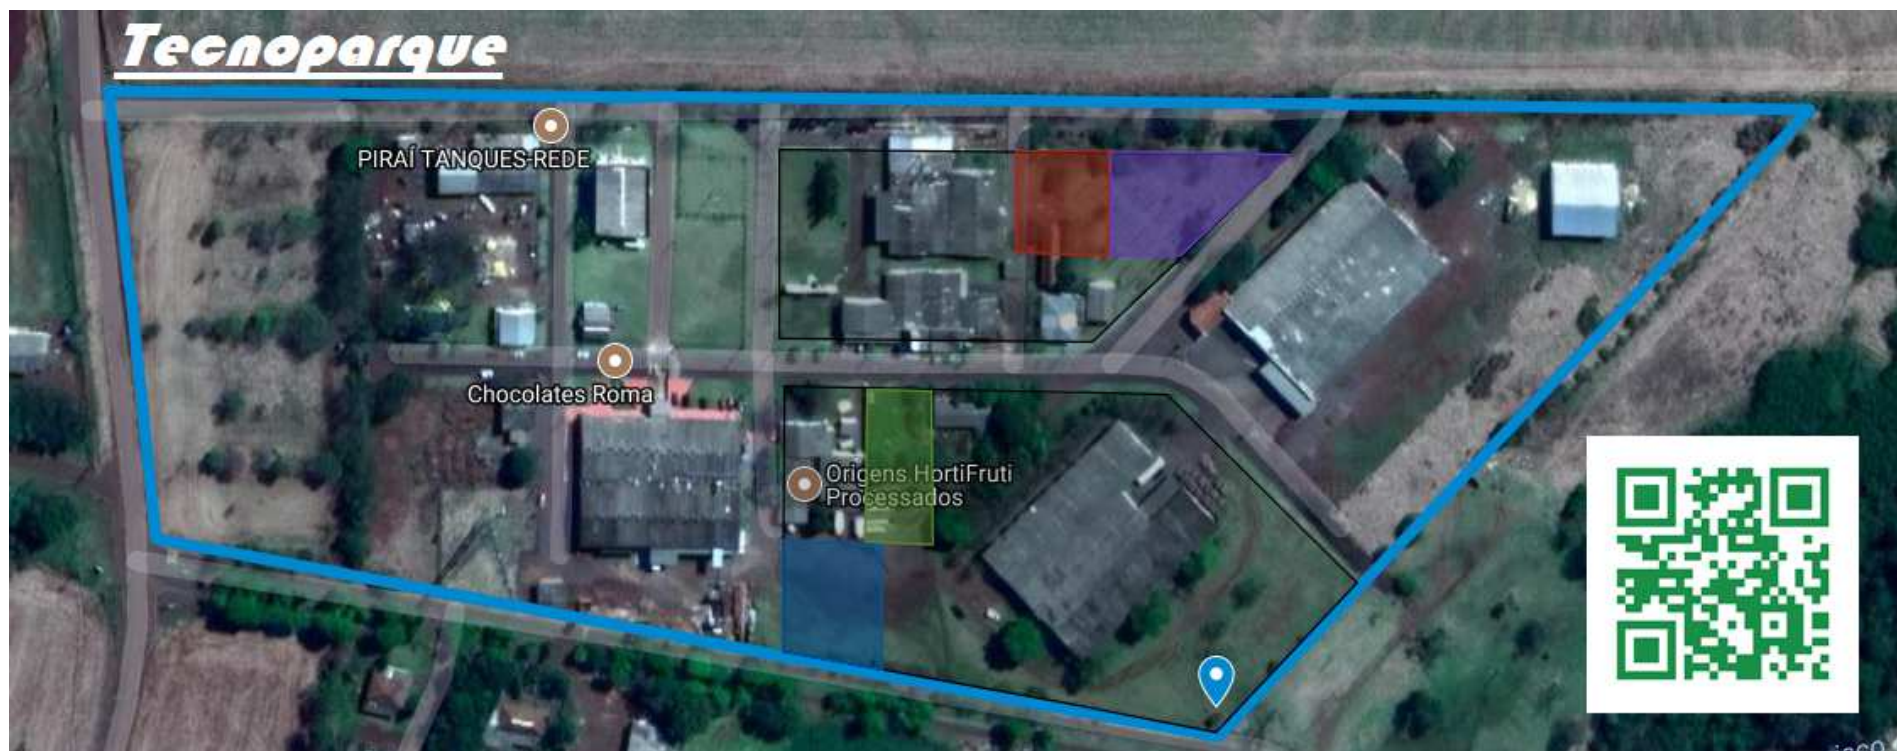 Tecnoparque
PIRAÍ TANQUES-REDE
Chocolates Roma
Origens HortiFruti
Processados